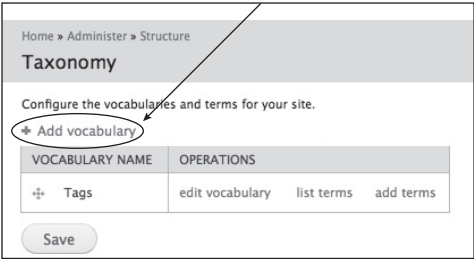 Home » Administer » Structure
Taxonomy
Configure the vocabularies and terms for your site.
+ Add vocabulary
VOCABULARY NAME OPERATIONS
Tags edit vocabulary list terms add terms
Save